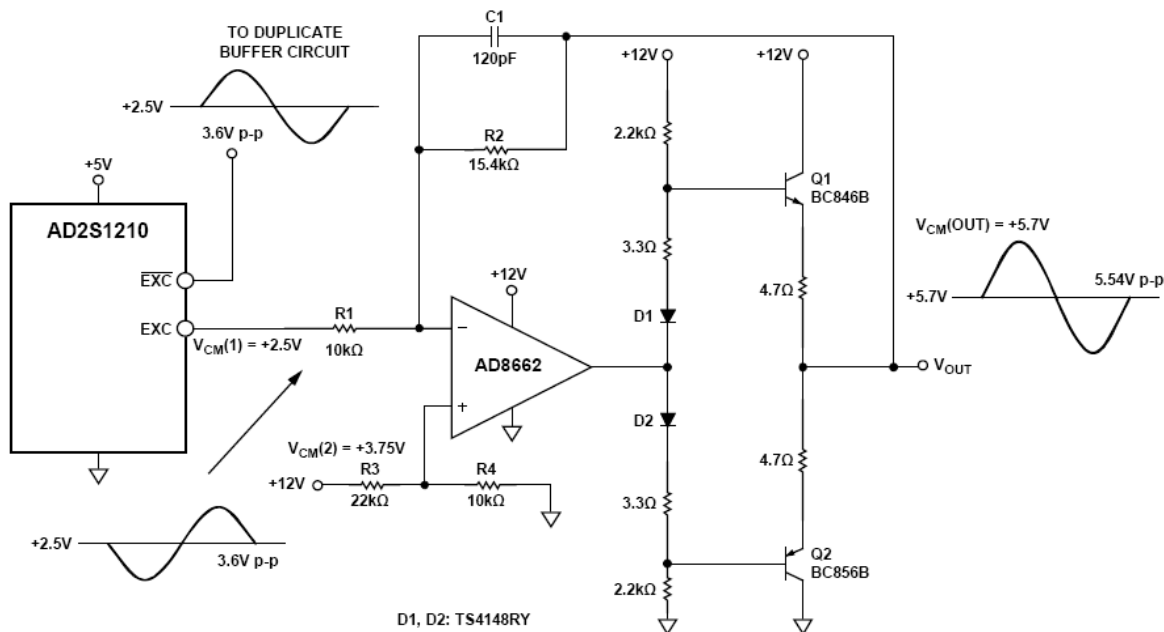 TO DUPLICATE
BUFFER CIRCUIT
+2.5V
3.6V p-p
+5V
AD2S1210
E̅X̅C̅
EXC
V_CM(1) = +2.5V
R1
10kΩ
C1
120pF
R2
15.4kΩ
+12V
−
+
AD8662
V_CM(2) = +3.75V
+12V
R3
22kΩ
R4
10kΩ
+2.5V
3.6V p-p
+12V
+12V
2.2kΩ
3.3Ω
D1
D2
3.3Ω
2.2kΩ
Q1
BC846B
4.7Ω
4.7Ω
Q2
BC856B
V_OUT
V_CM(OUT) = +5.7V
5.54V p-p
+5.7V
D1, D2: TS4148RY